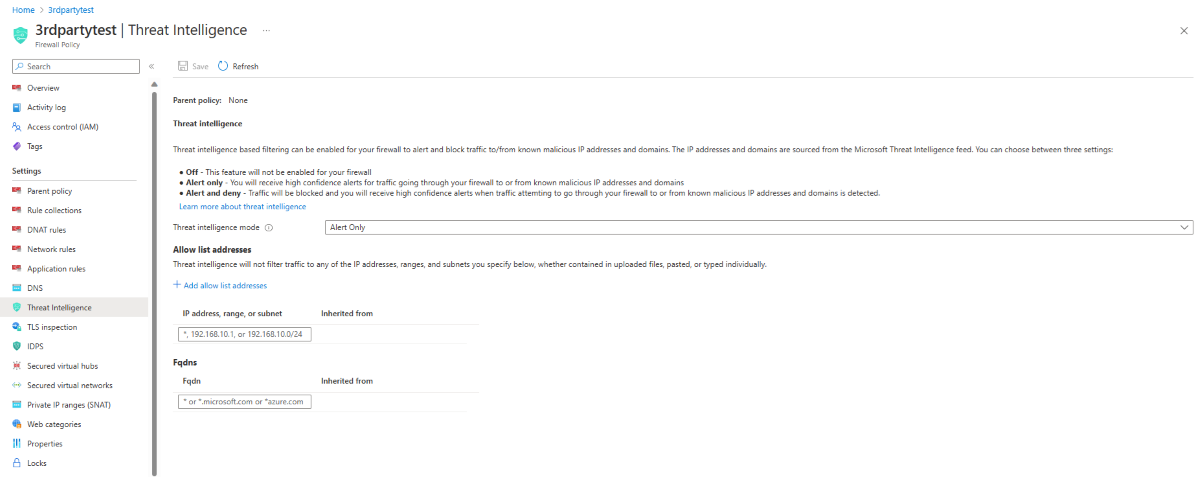 Home > 3rdpartytest
3rdpartytest | Threat Intelligence ...
Firewall Policy
Search
«
Save
Refresh
Overview
Activity log
Access control (IAM)
Tags
Settings
Parent policy
Rule collections
DNAT rules
Network rules
Application rules
DNS
Threat Intelligence
TLS inspection
IDPS
Secured virtual hubs
Secured virtual networks
Private IP ranges (SNAT)
Web categories
Properties
Locks
Parent policy: None
Threat intelligence
Threat intelligence based filtering can be enabled for your firewall to alert and block traffic to/from known malicious IP addresses and domains. The IP addresses and domains are sourced from the Microsoft Threat Intelligence feed. You can choose between three settings:
• Off - This feature will not be enabled for your firewall
• Alert only - You will receive high confidence alerts for traffic going through your firewall to or from known malicious IP addresses and domains
• Alert and deny - Traffic will be blocked and you will receive high confidence alerts when traffic attemting to go through your firewall to or from known malicious IP addresses and domains is detected.
Learn more about threat intelligence
Threat intelligence mode
Alert Only
Allow list addresses
Threat intelligence will not filter traffic to any of the IP addresses, ranges, and subnets you specify below, whether contained in uploaded files, pasted, or typed individually.
+ Add allow list addresses
IP address, range, or subnet Inherited from
*, 192.168.10.1, or 192.168.10.0/24
Fqdns
Fqdn Inherited from
* or *.microsoft.com or *azure.com